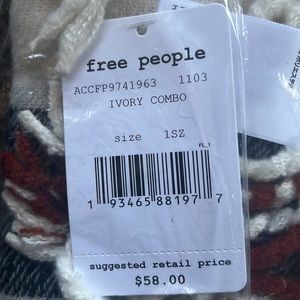 free people
ACCFP9741963 1103
IVORY COMBO
size 1SZ
1 93465 88197 7
suggested retail price
$58.00